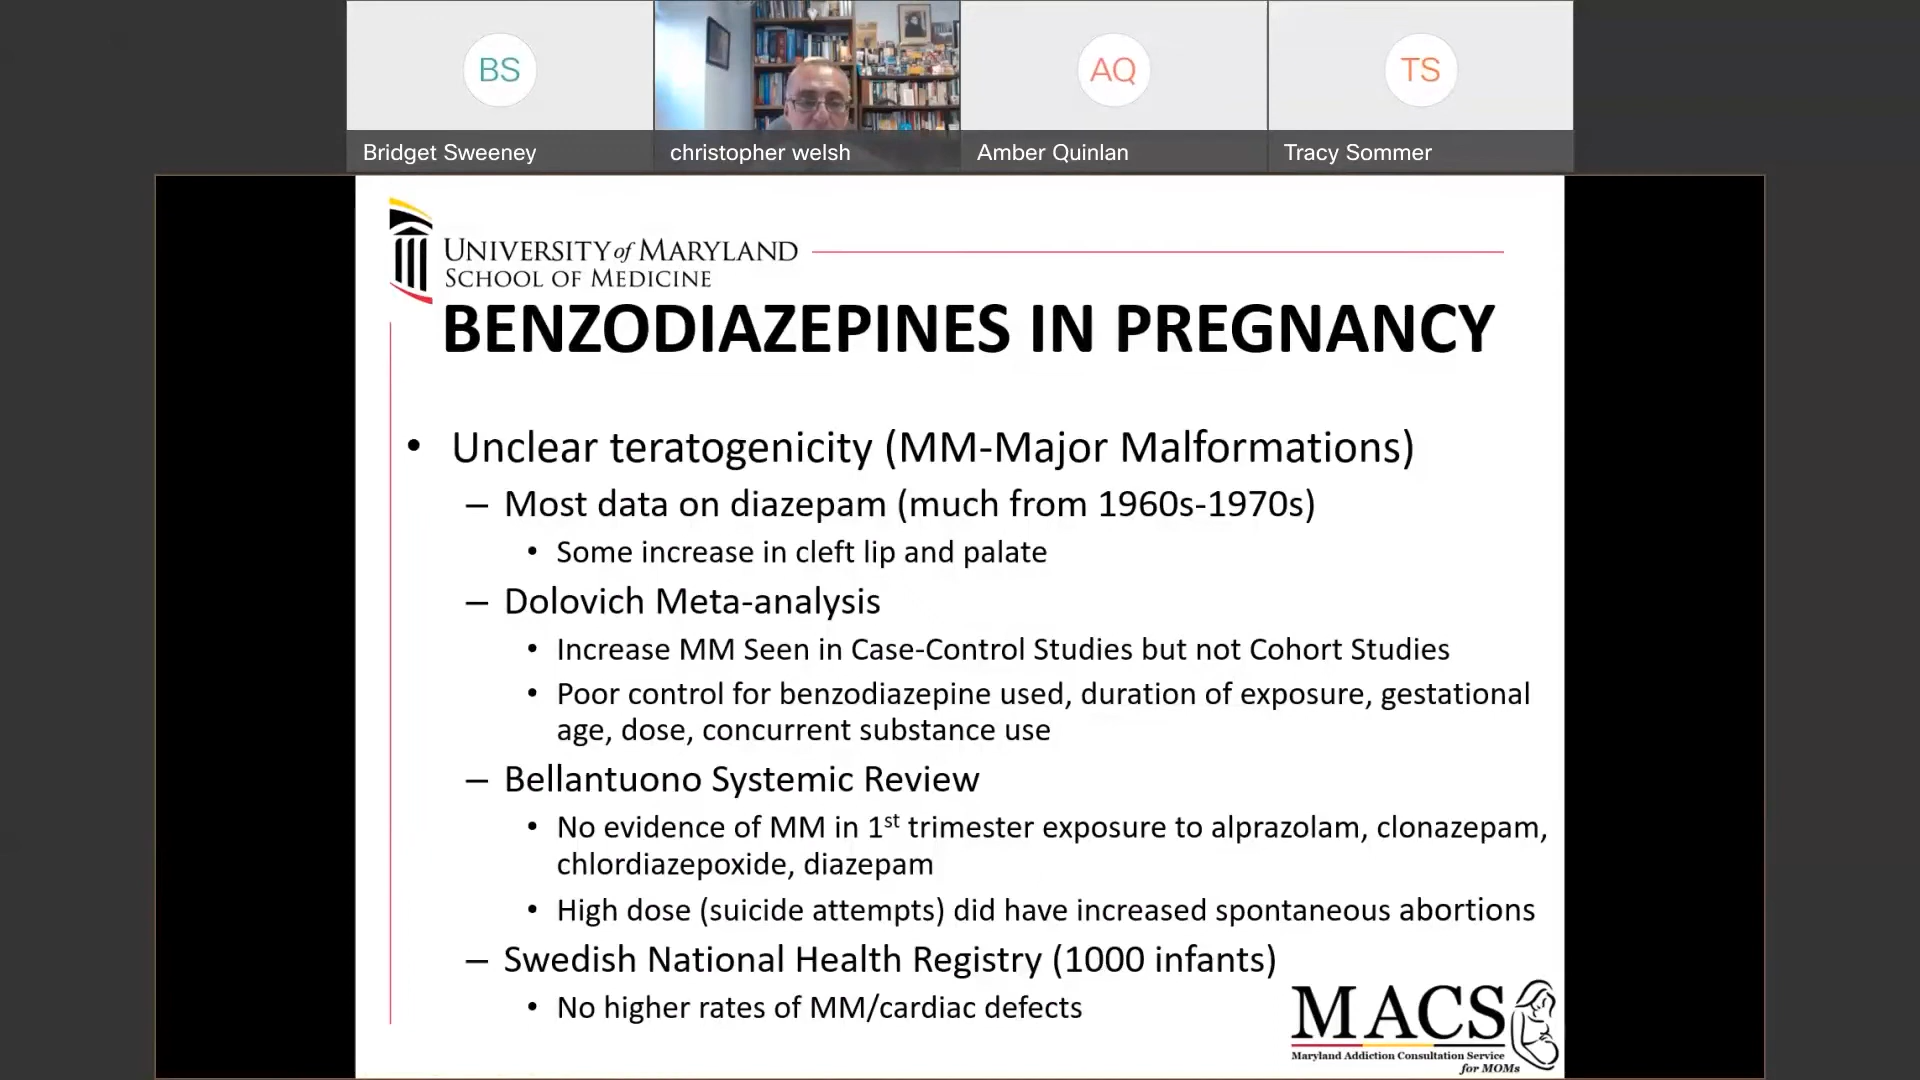 BS
AQ
TS
Bridget Sweeney
christopher welsh
Amber Quinlan
Tracy Sommer
UNIVERSITY of MARYLAND
SCHOOL OF MEDICINE
BENZODIAZEPINES IN PREGNANCY
• Unclear teratogenicity (MM-Major Malformations)
– Most data on diazepam (much from 1960s-1970s)
• Some increase in cleft lip and palate
– Dolovich Meta-analysis
• Increase MM Seen in Case-Control Studies but not Cohort Studies
• Poor control for benzodiazepine used, duration of exposure, gestational
age, dose, concurrent substance use
– Bellantuono Systemic Review
• No evidence of MM in 1st trimester exposure to alprazolam, clonazepam,
chlordiazepoxide, diazepam
• High dose (suicide attempts) did have increased spontaneous abortions
– Swedish National Health Registry (1000 infants)
• No higher rates of MM/cardiac defects
MACS
Maryland Addiction Consultation Service
for MOMs